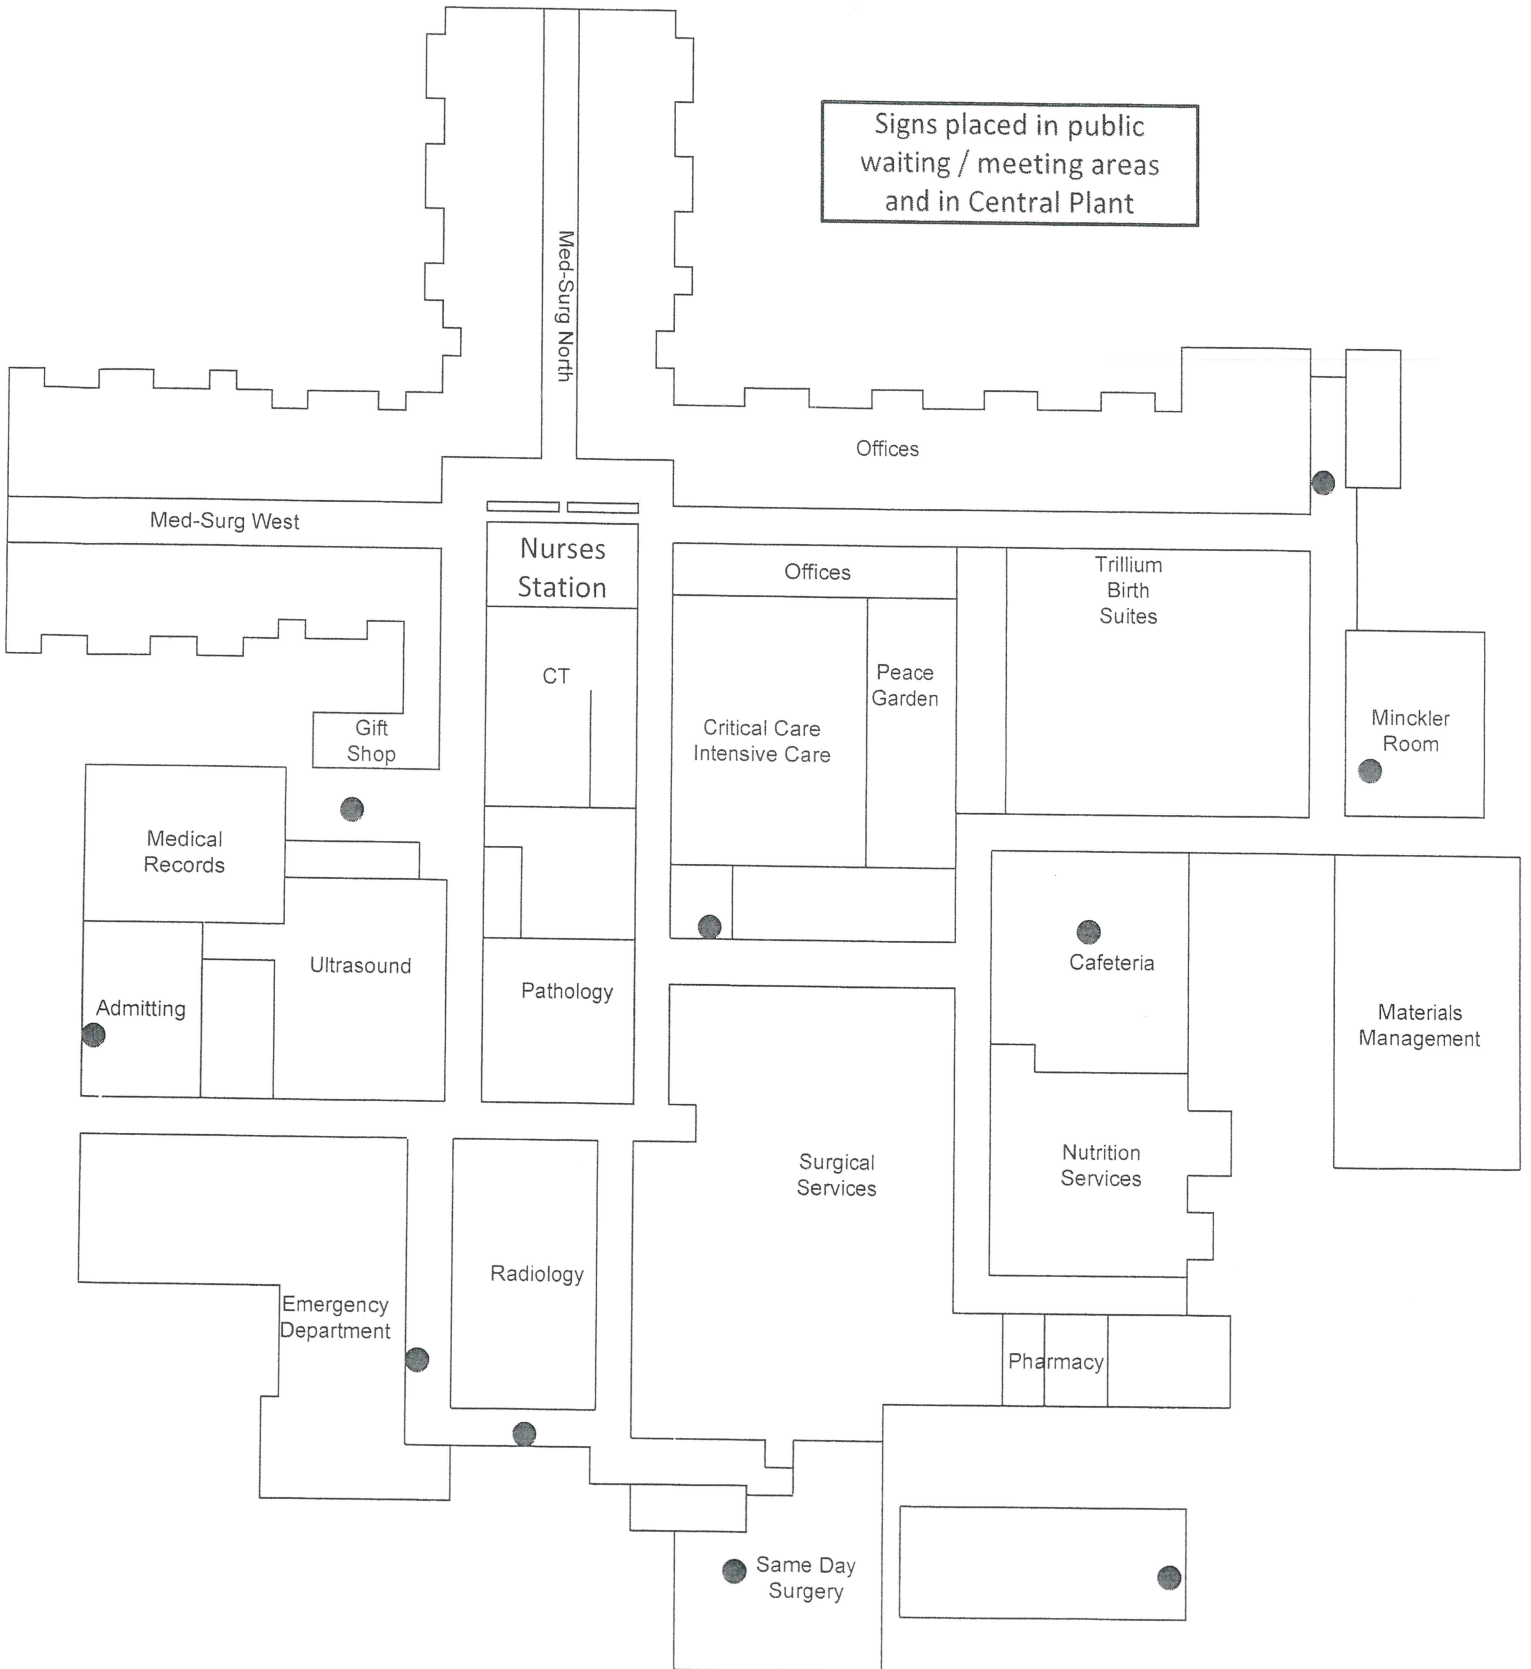 Signs placed in public
waiting / meeting areas
and in Central Plant
Med-Surg North
Offices
Med-Surg West
Nurses
Station
Offices
Trillium
Birth
Suites
CT
Peace
Garden
Critical Care
Intensive Care
Gift
Shop
Minckler
Room
Medical
Records
Ultrasound
Cafeteria
Pathology
Admitting
Materials
Management
Surgical
Services
Nutrition
Services
Radiology
Emergency
Department
Pharmacy
Same Day
Surgery